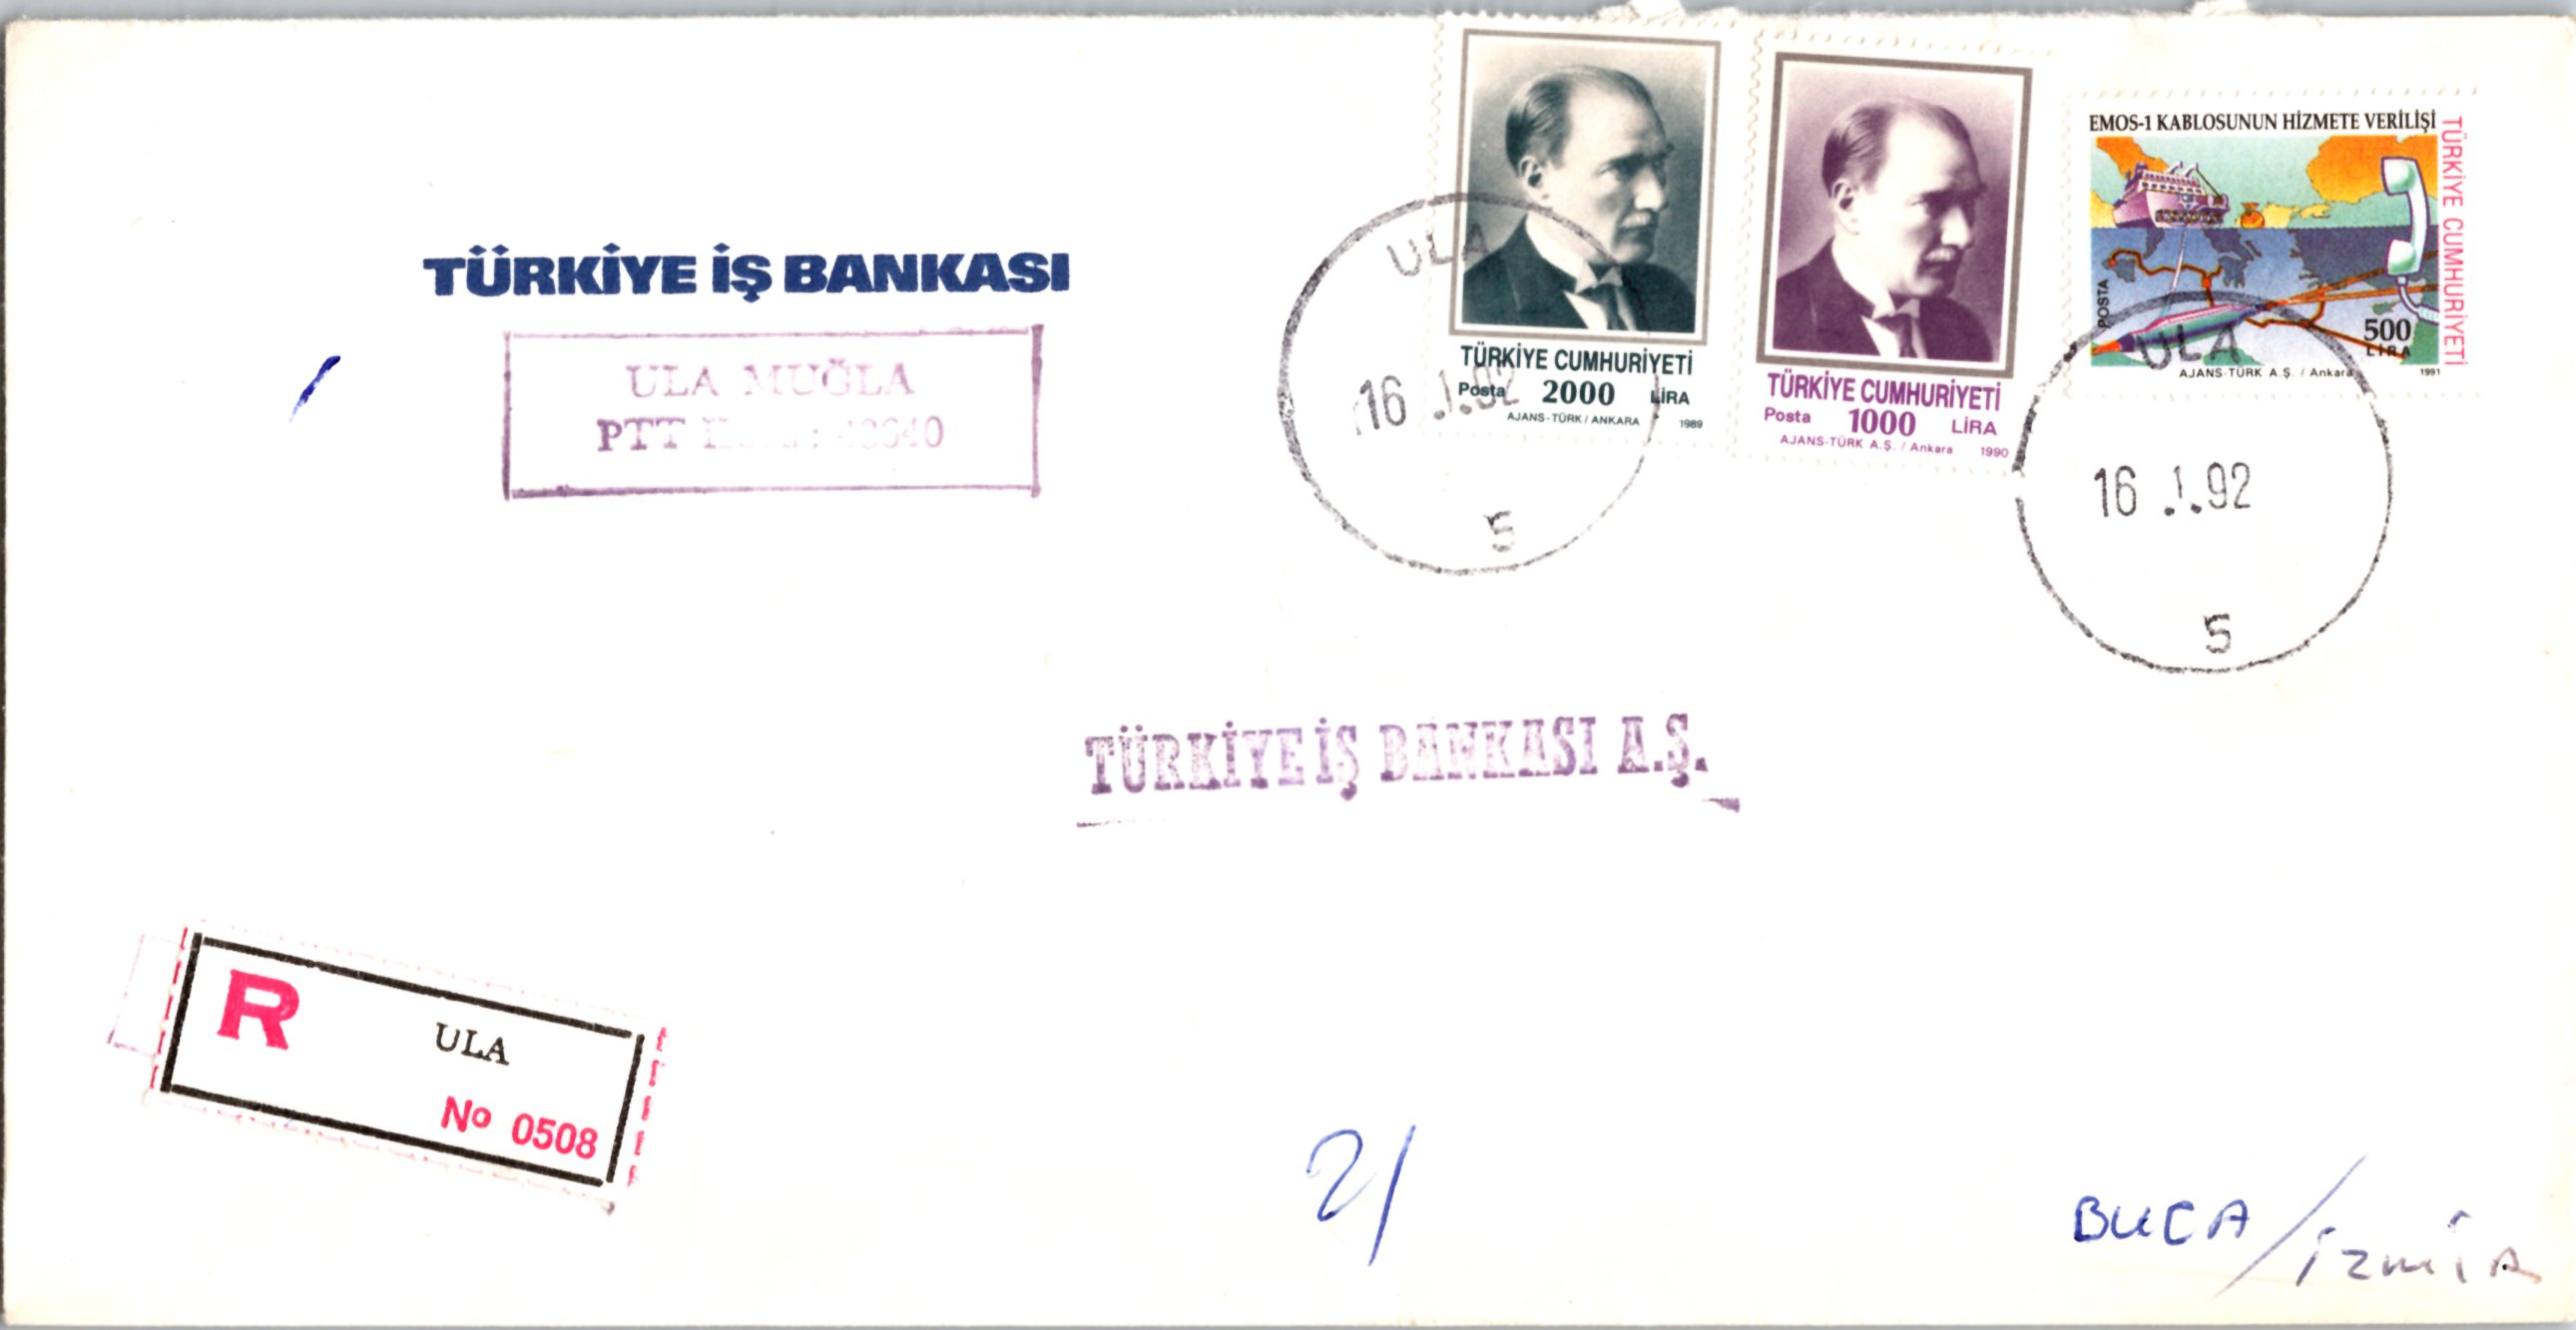 TÜRKİYE İŞ BANKASI
ULA MUĞLA
PTT
TÜRKİYE CUMHURİYETİ
Posta 2000 LİRA
AJANS-TÜRK / ANKARA 1989
TÜRKİYE CUMHURİYETİ
Posta 1000 LİRA
AJANS-TÜRK A.Ş. / Ankara 1990
EMOS-1 KABLOSUNUN HİZMETE VERİLİŞİ
TÜRKİYE CUMHURİYETİ
POSTA
500
LİRA
AJANS-TÜRK A.Ş. / Ankara 1991
ULA
16 .I.92
5
ULA
16 .I.92
5
TÜRKİYE İŞ BANKASI A.Ş.
R
ULA
No 0508
2/
BUCA / İZMİR